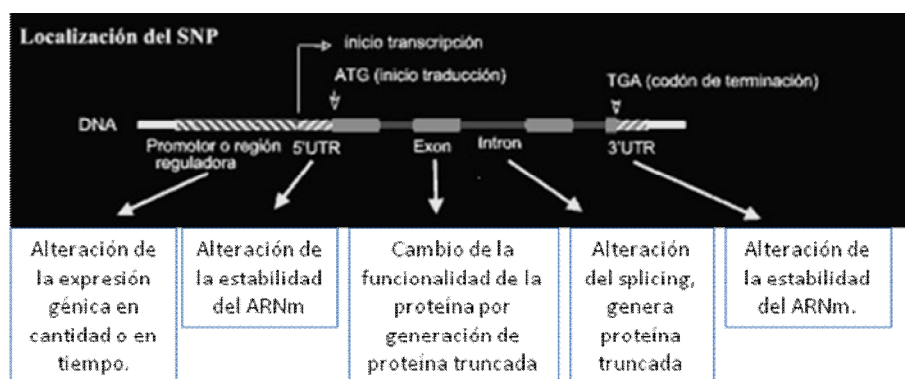 Localización del SNP
inicio transcripción
ATG (inicio traducción)
TGA (codón de terminación)
DNA
Promotor o región
reguladora
5'UTR
Exon
Intron
3'UTR
Alteración de
la expresión
génica en
cantidad o en
tiempo.
Alteración de
la estabilidad
del ARNm
Cambio de la
funcionalidad de la
proteína por
generación de
proteína truncada
Alteración
del splicing,
genera
proteína
truncada
Alteración de
la estabilidad
del ARNm.